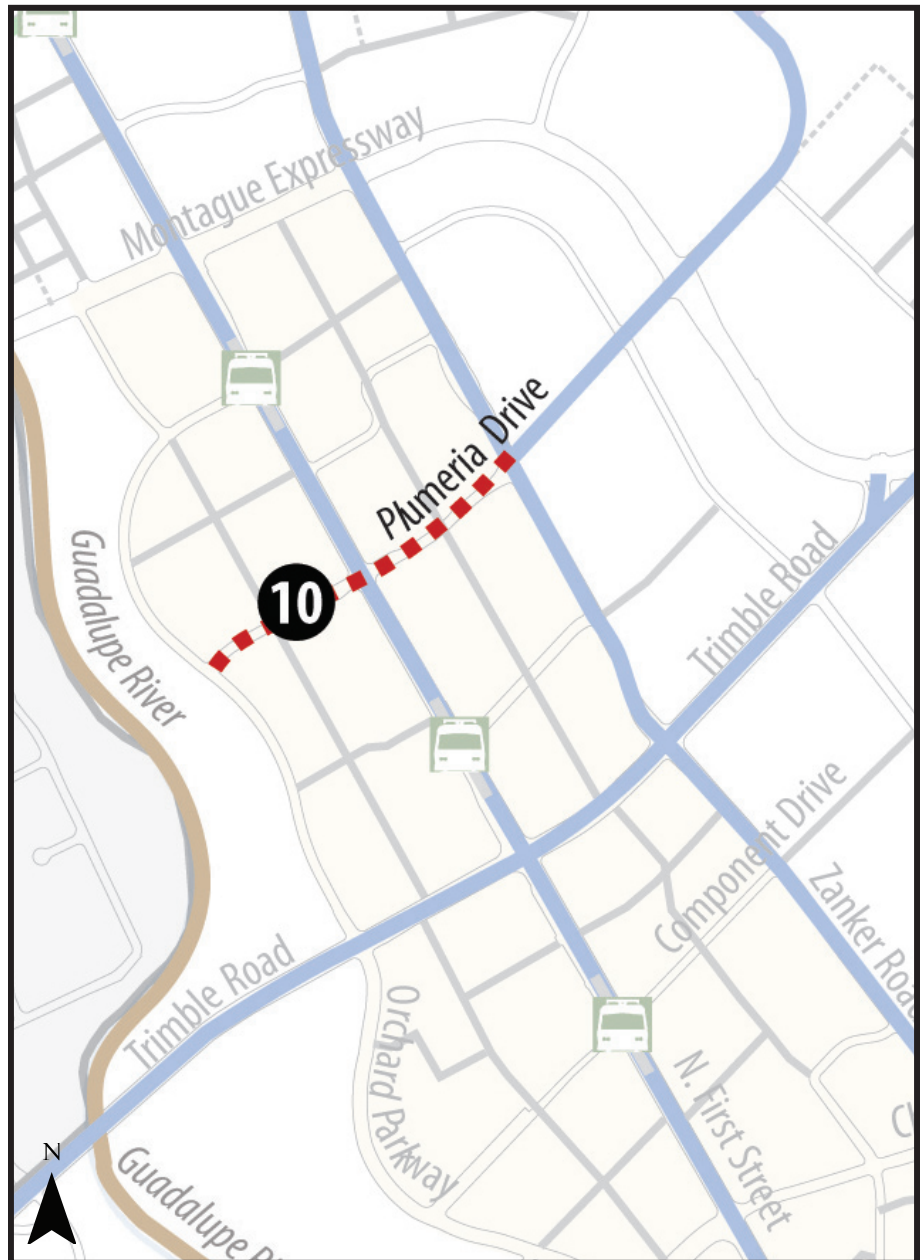 Montague Expressway
Plumeria Drive
10
Guadalupe River
Trimble Road
Component Drive
Zanker Road
Trimble Road
Orchard Parkway
N. First Street
N
Guadalupe